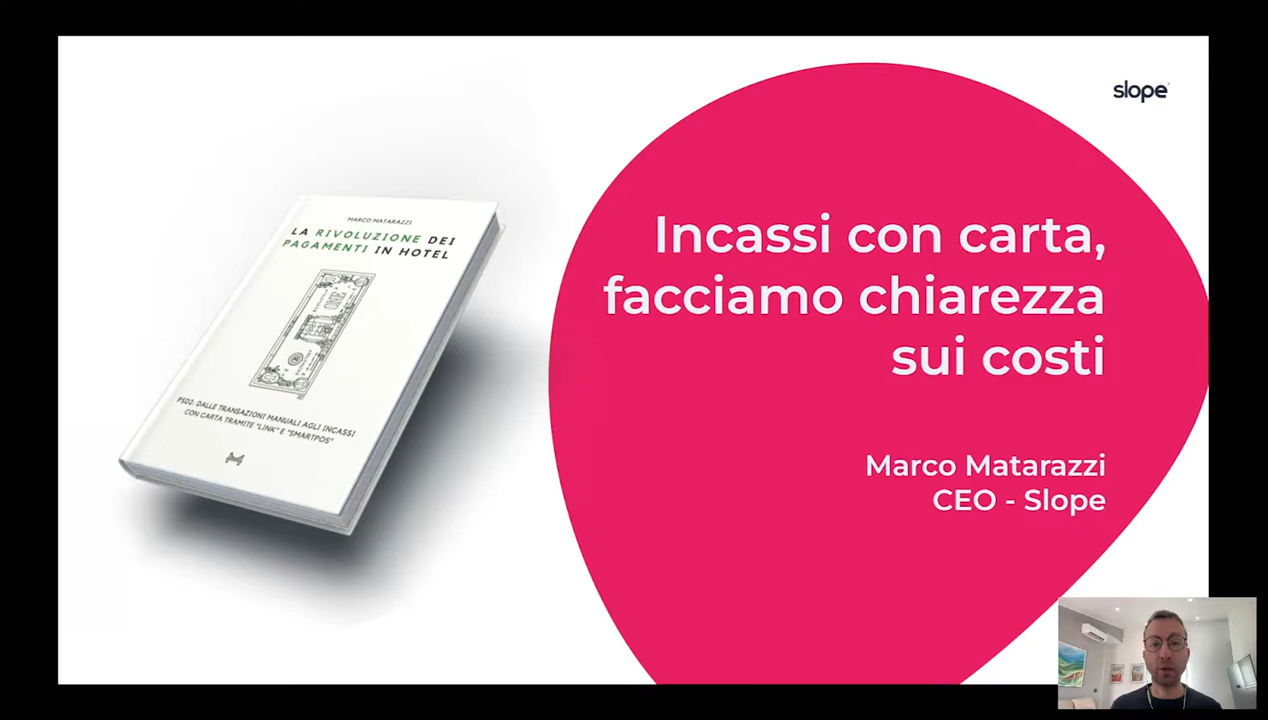 slope
MARCO MATARAZZI
LA RIVOLUZIONE DEI
PAGAMENTI IN HOTEL
ONE
PSD2: DALLE TRANSAZIONI MANUALI AGLI INCASSI
CON CARTA TRAMITE "LINK" E "SMARTPOS"
Incassi con carta,
facciamo chiarezza
sui costi
Marco Matarazzi
CEO - Slope